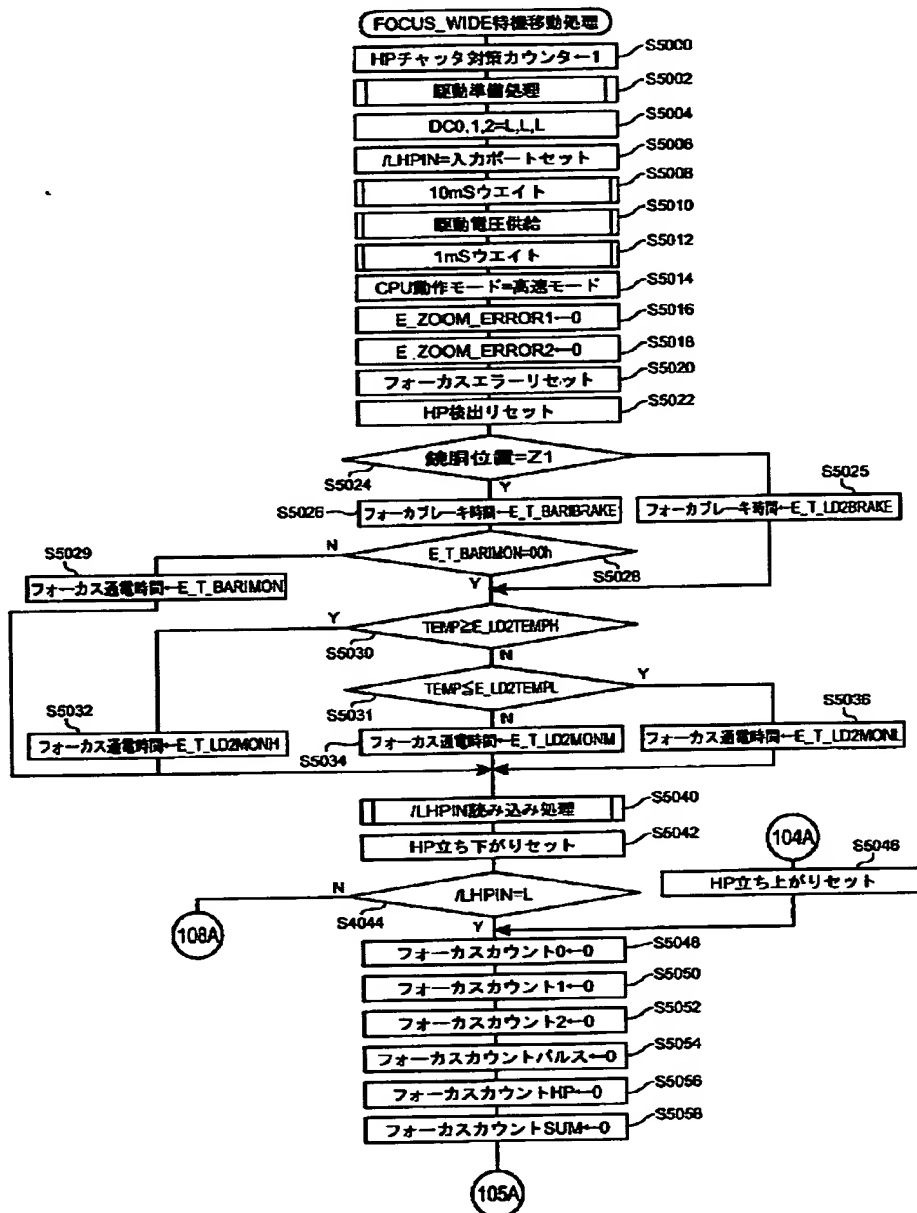 FOCUS_WIDE待機移動処理
HPチャッタ対策カウンター1
S5000
駆動準備処理
S5002
DC0,1,2=L,L,L
S5004
/LHPIN=入力ポートセット
S5006
10mSウエイト
S5008
駆動電圧供給
S5010
1mSウエイト
S5012
CPU動作モード=高速モード
S5014
E_ZOOM_ERROR1←0
S5016
E_ZOOM_ERROR2←0
S5018
フォーカスエラーリセット
S5020
HP検出リセット
S5022
鏡胴位置=Z1
S5024
Y
S5025
フォーカブレーキ時間←E_T_LD2BRAKE
S5026
フォーカブレーキ時間←E_T_BARIBRAKE
E_T_BARIMON=00h
S5028
N
Y
S5029
フォーカス通電時間←E_T_BARIMON
TEMP≧E_LD2TEMPH
S5030
Y
N
TEMP≦E_LD2TEMPL
S5031
Y
N
S5032
フォーカス通電時間←E_T_LD2MONH
S5034
フォーカス通電時間←E_T_LD2MONM
S5036
フォーカス通電時間←E_T_LD2MONL
/LHPIN読み込み処理
S5040
HP立ち下がりセット
S5042
104A
S5046
HP立ち上がりセット
/LHPIN=L
S4044
N
Y
108A
フォーカスカウント0←0
S5048
フォーカスカウント1←0
S5050
フォーカスカウント2←0
S5052
フォーカスカウントパルス←0
S5054
フォーカスカウントHP←0
S5056
フォーカスカウントSUM←0
S5058
105A